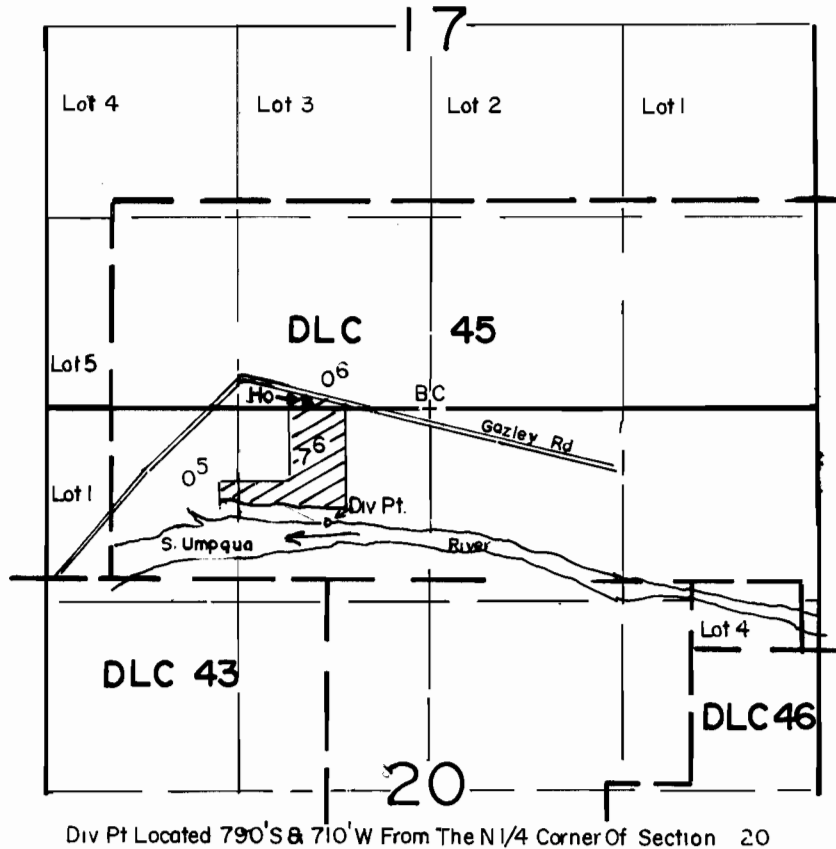 17
Lot 4
Lot 3
Lot 2
Lot 1
DLC 45
Lot 5
0⁶
Ho
BC
Gazley Rd
7⁶
0⁵
Lot 1
Div Pt.
S. Umpqua River
Lot 4
DLC 43
DLC 46
20
Div Pt Located 790'S & 710'W From The N 1/4 Corner Of Section 20